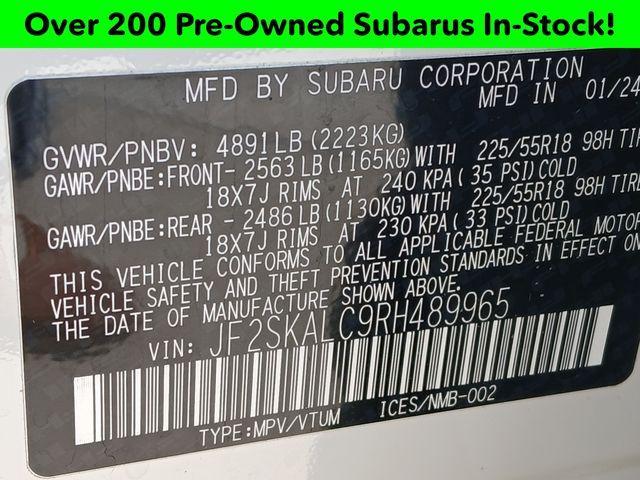 Over 200 Pre-Owned Subarus In-Stock!
MFD BY SUBARU CORPORATION
MFD IN 01/24
GVWR/PNBV: 4891LB (2223KG)
GAWR/PNBE:FRONT- 2563 LB (1165KG) WITH 225/55R18 98H TIR
18X7J RIMS AT 240 KPA ( 35 PSI) COLD
GAWR/PNBE:REAR - 2486 LB (1130KG) WITH 225/55R18 98H TIR
18X7J RIMS AT 230 KPA ( 33 PSI) COLD
THIS VEHICLE CONFORMS TO ALL APPLICABLE FEDERAL MOTOR
VEHICLE SAFETY AND THEFT PREVENTION STANDARDS IN EFFECT ON
THE DATE OF MANUFACTURE SHOWN ABOVE.
VIN: JF2SKALC9RH489965
TYPE:MPV/VTUM ICES/NMB-002